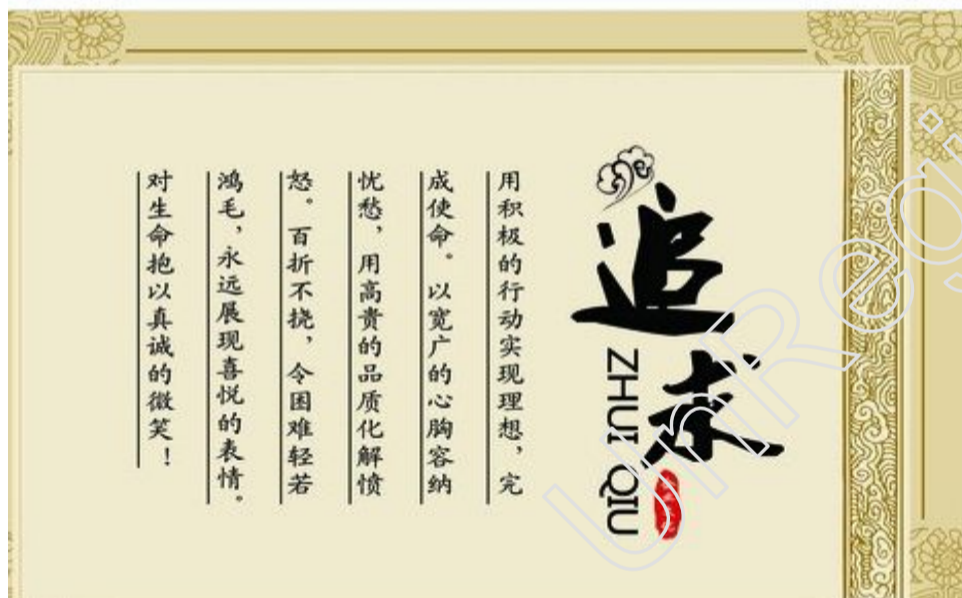 追求
ZHUI QIU
用积极的行动实现理想，完
成使命。以宽广的心胸容纳
忧愁，用高贵的品质化解愤
怒。百折不挠，令困难轻若
鸿毛，永远展现喜悦的表情。
对生命抱以真诚的微笑！